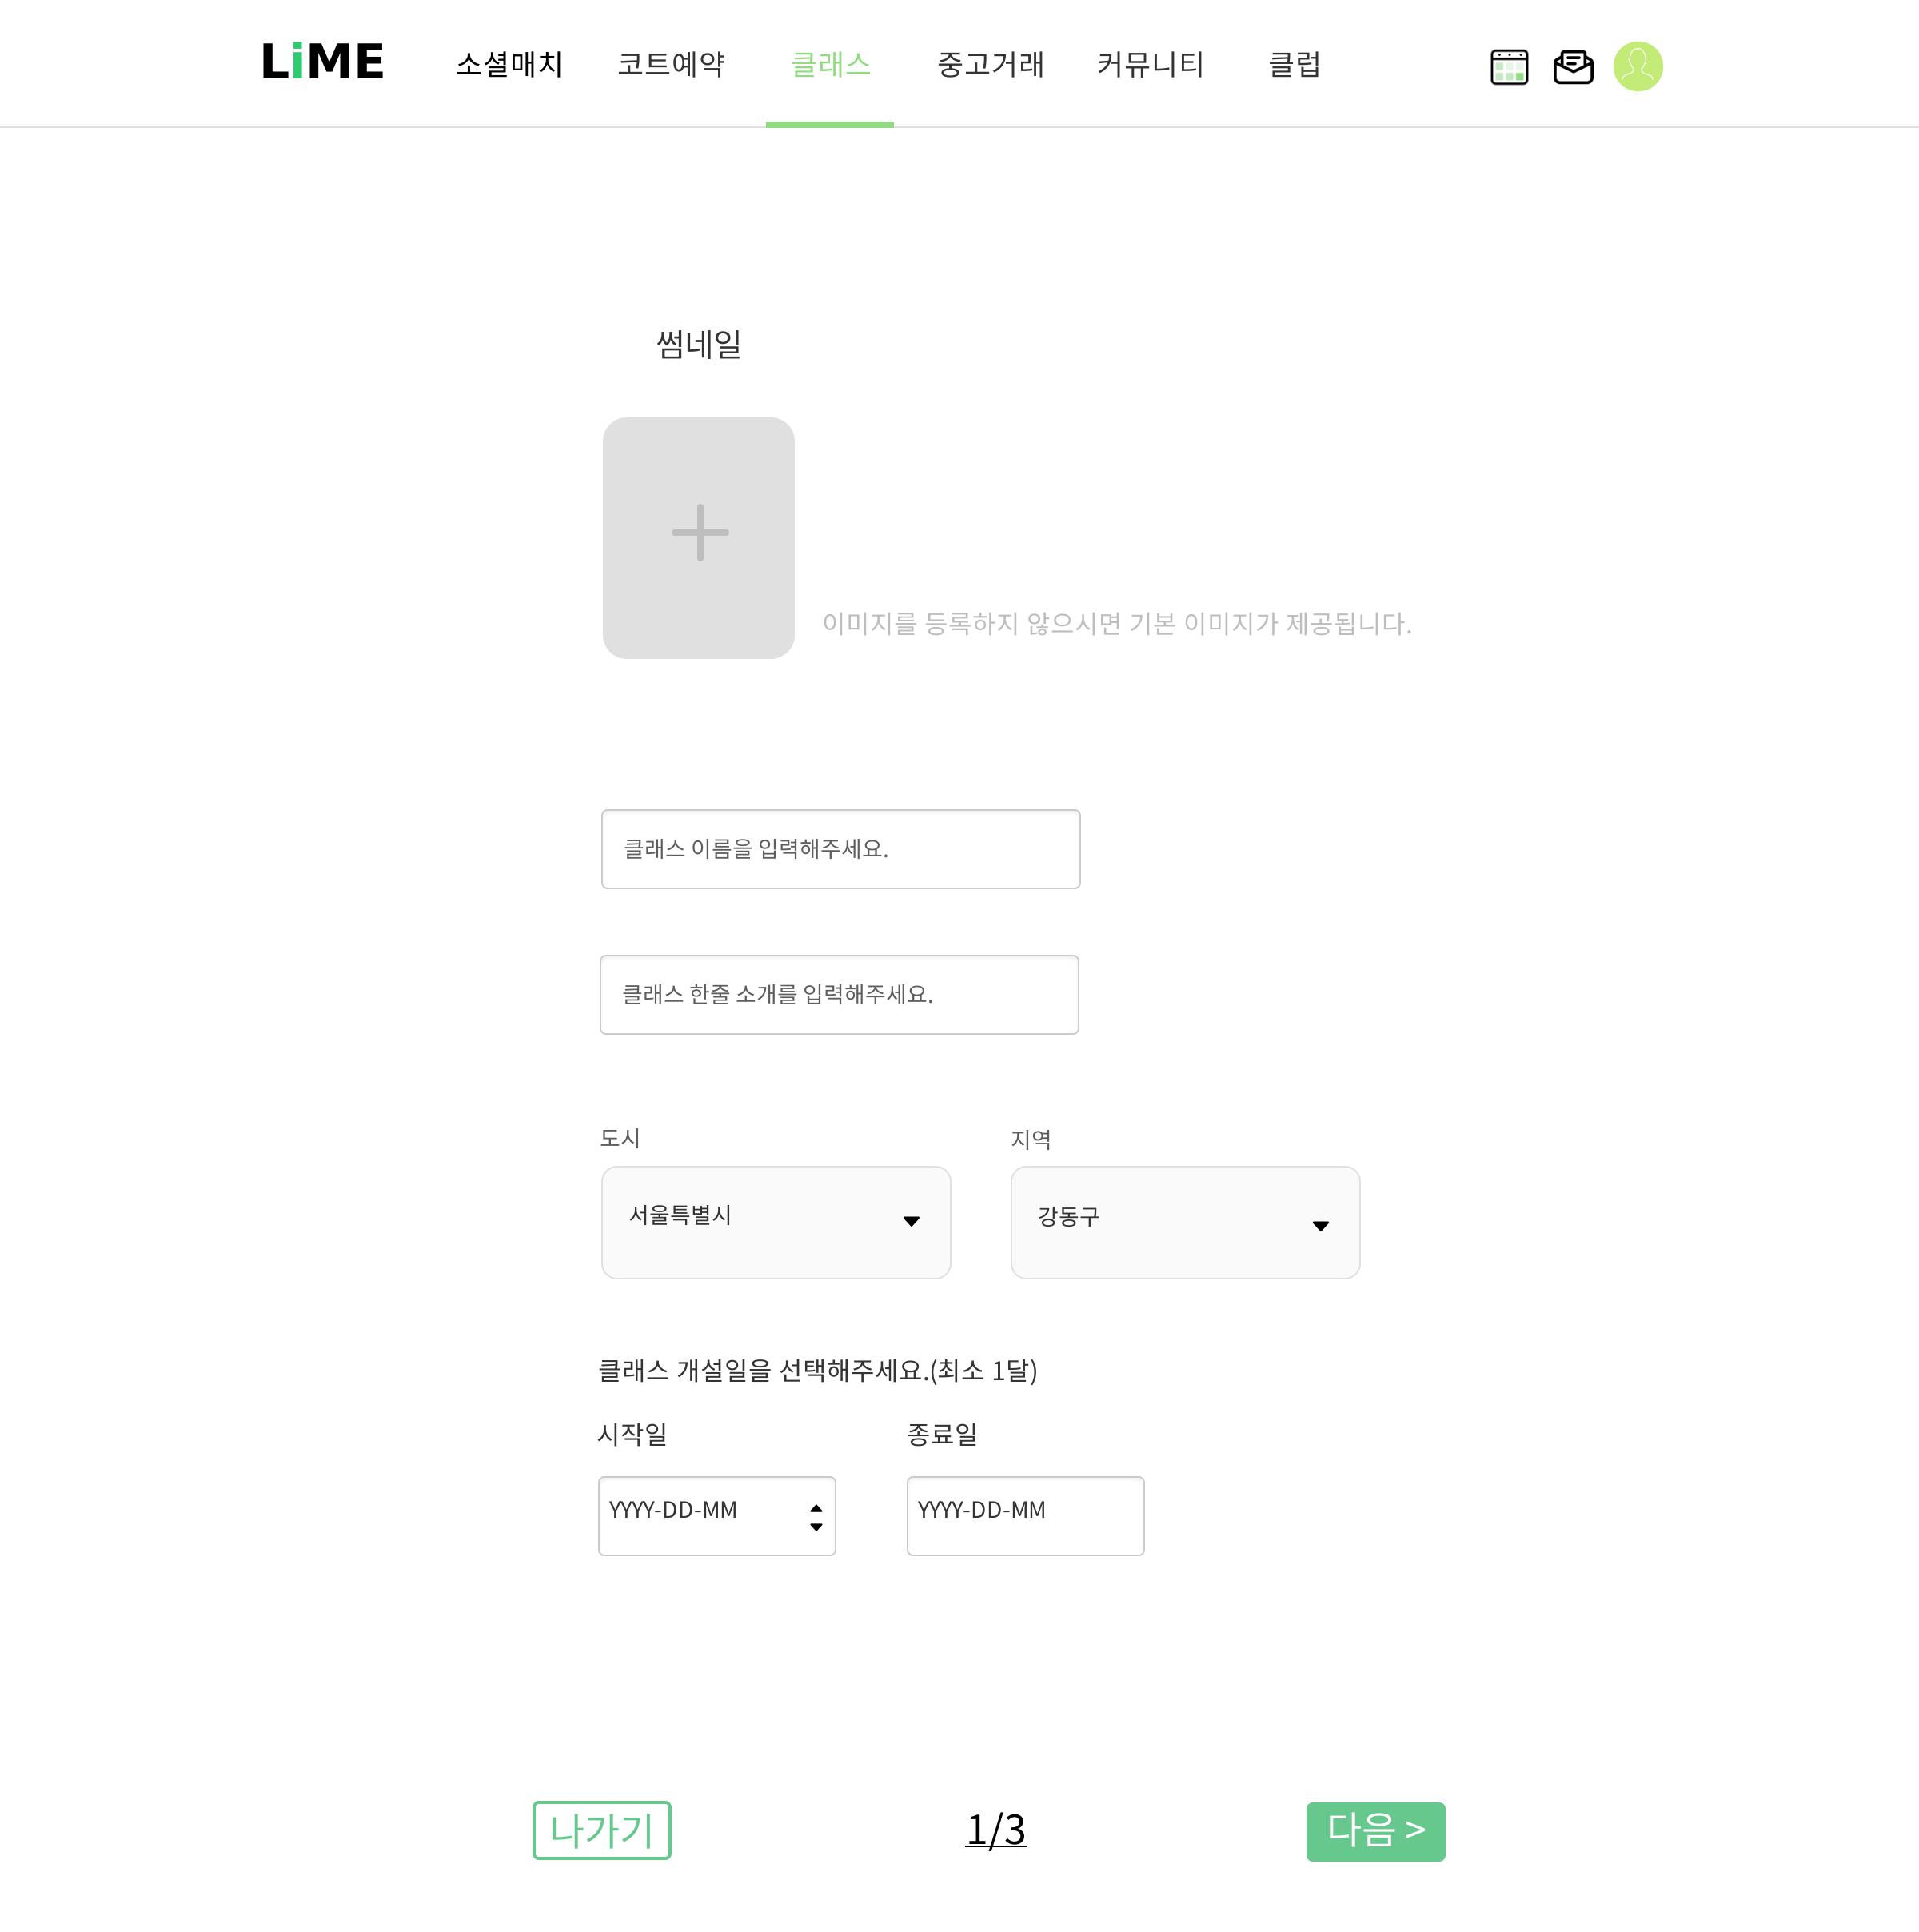 LiME 소셜매치 코트예약 클래스 중고거래 커뮤니티 클럽
썸네일
이미지를 등록하지 않으시면 기본 이미지가 제공됩니다.
클래스 이름을 입력해주세요.
클래스 한줄 소개를 입력해주세요.
도시 지역
서울특별시 강동구
클래스 개설일을 선택해주세요.(최소 1달)
시작일 종료일
YYYY-DD-MM YYYY-DD-MM
나가기 1/3 다음 >